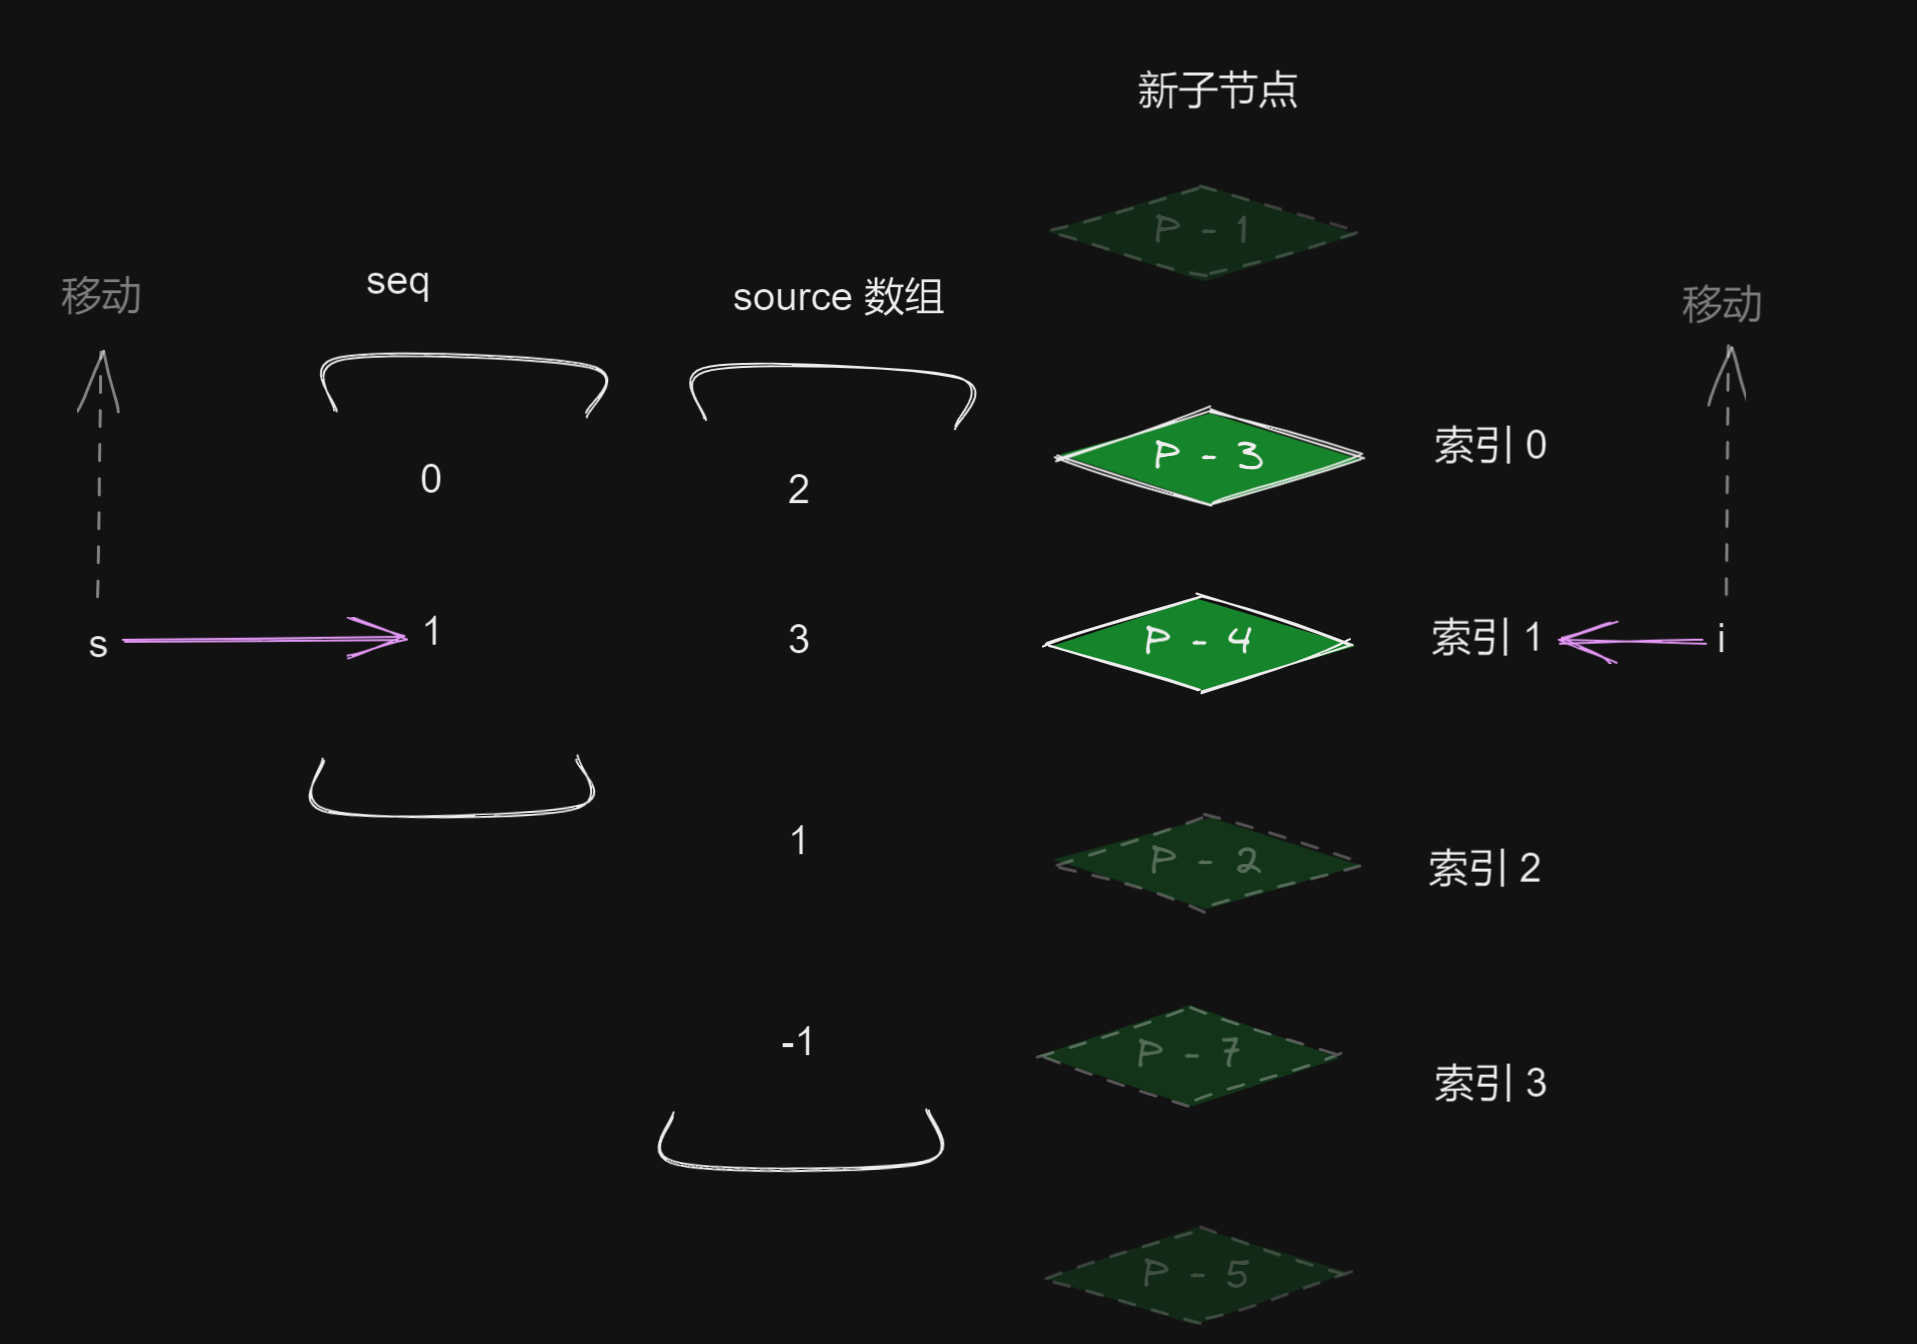 新子节点
P - 1
移动
seq
source 数组
移动
0
2
P - 3
索引 0
s
1
3
P - 4
索引 1
i
1
P - 2
索引 2
-1
P - 7
索引 3
P - 5